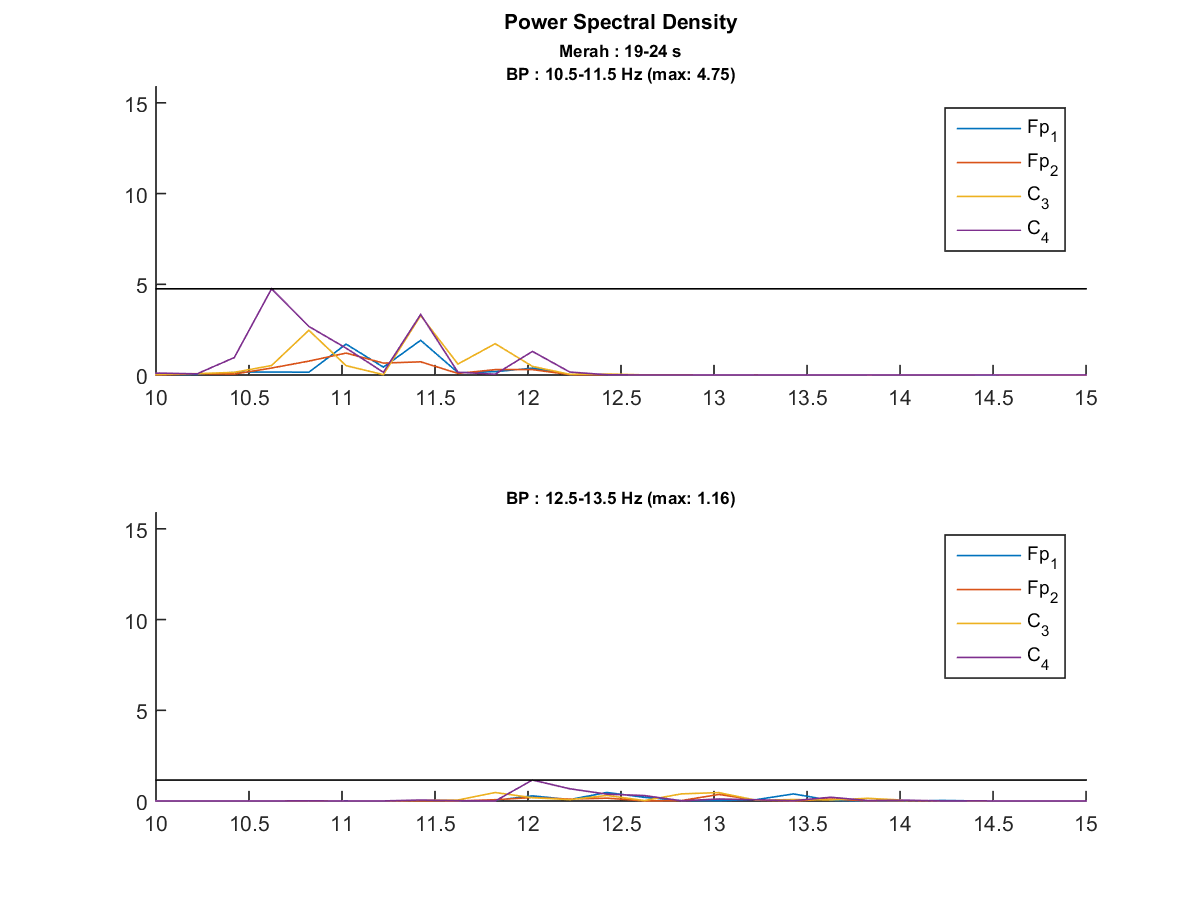 Power Spectral Density
Merah : 19-24 s
BP : 10.5-11.5 Hz (max: 4.75)
15
10
5
0
10 10.5 11 11.5 12 12.5 13 13.5 14 14.5 15
Fp1
Fp2
C3
C4
BP : 12.5-13.5 Hz (max: 1.16)
15
10
5
0
10 10.5 11 11.5 12 12.5 13 13.5 14 14.5 15
Fp1
Fp2
C3
C4